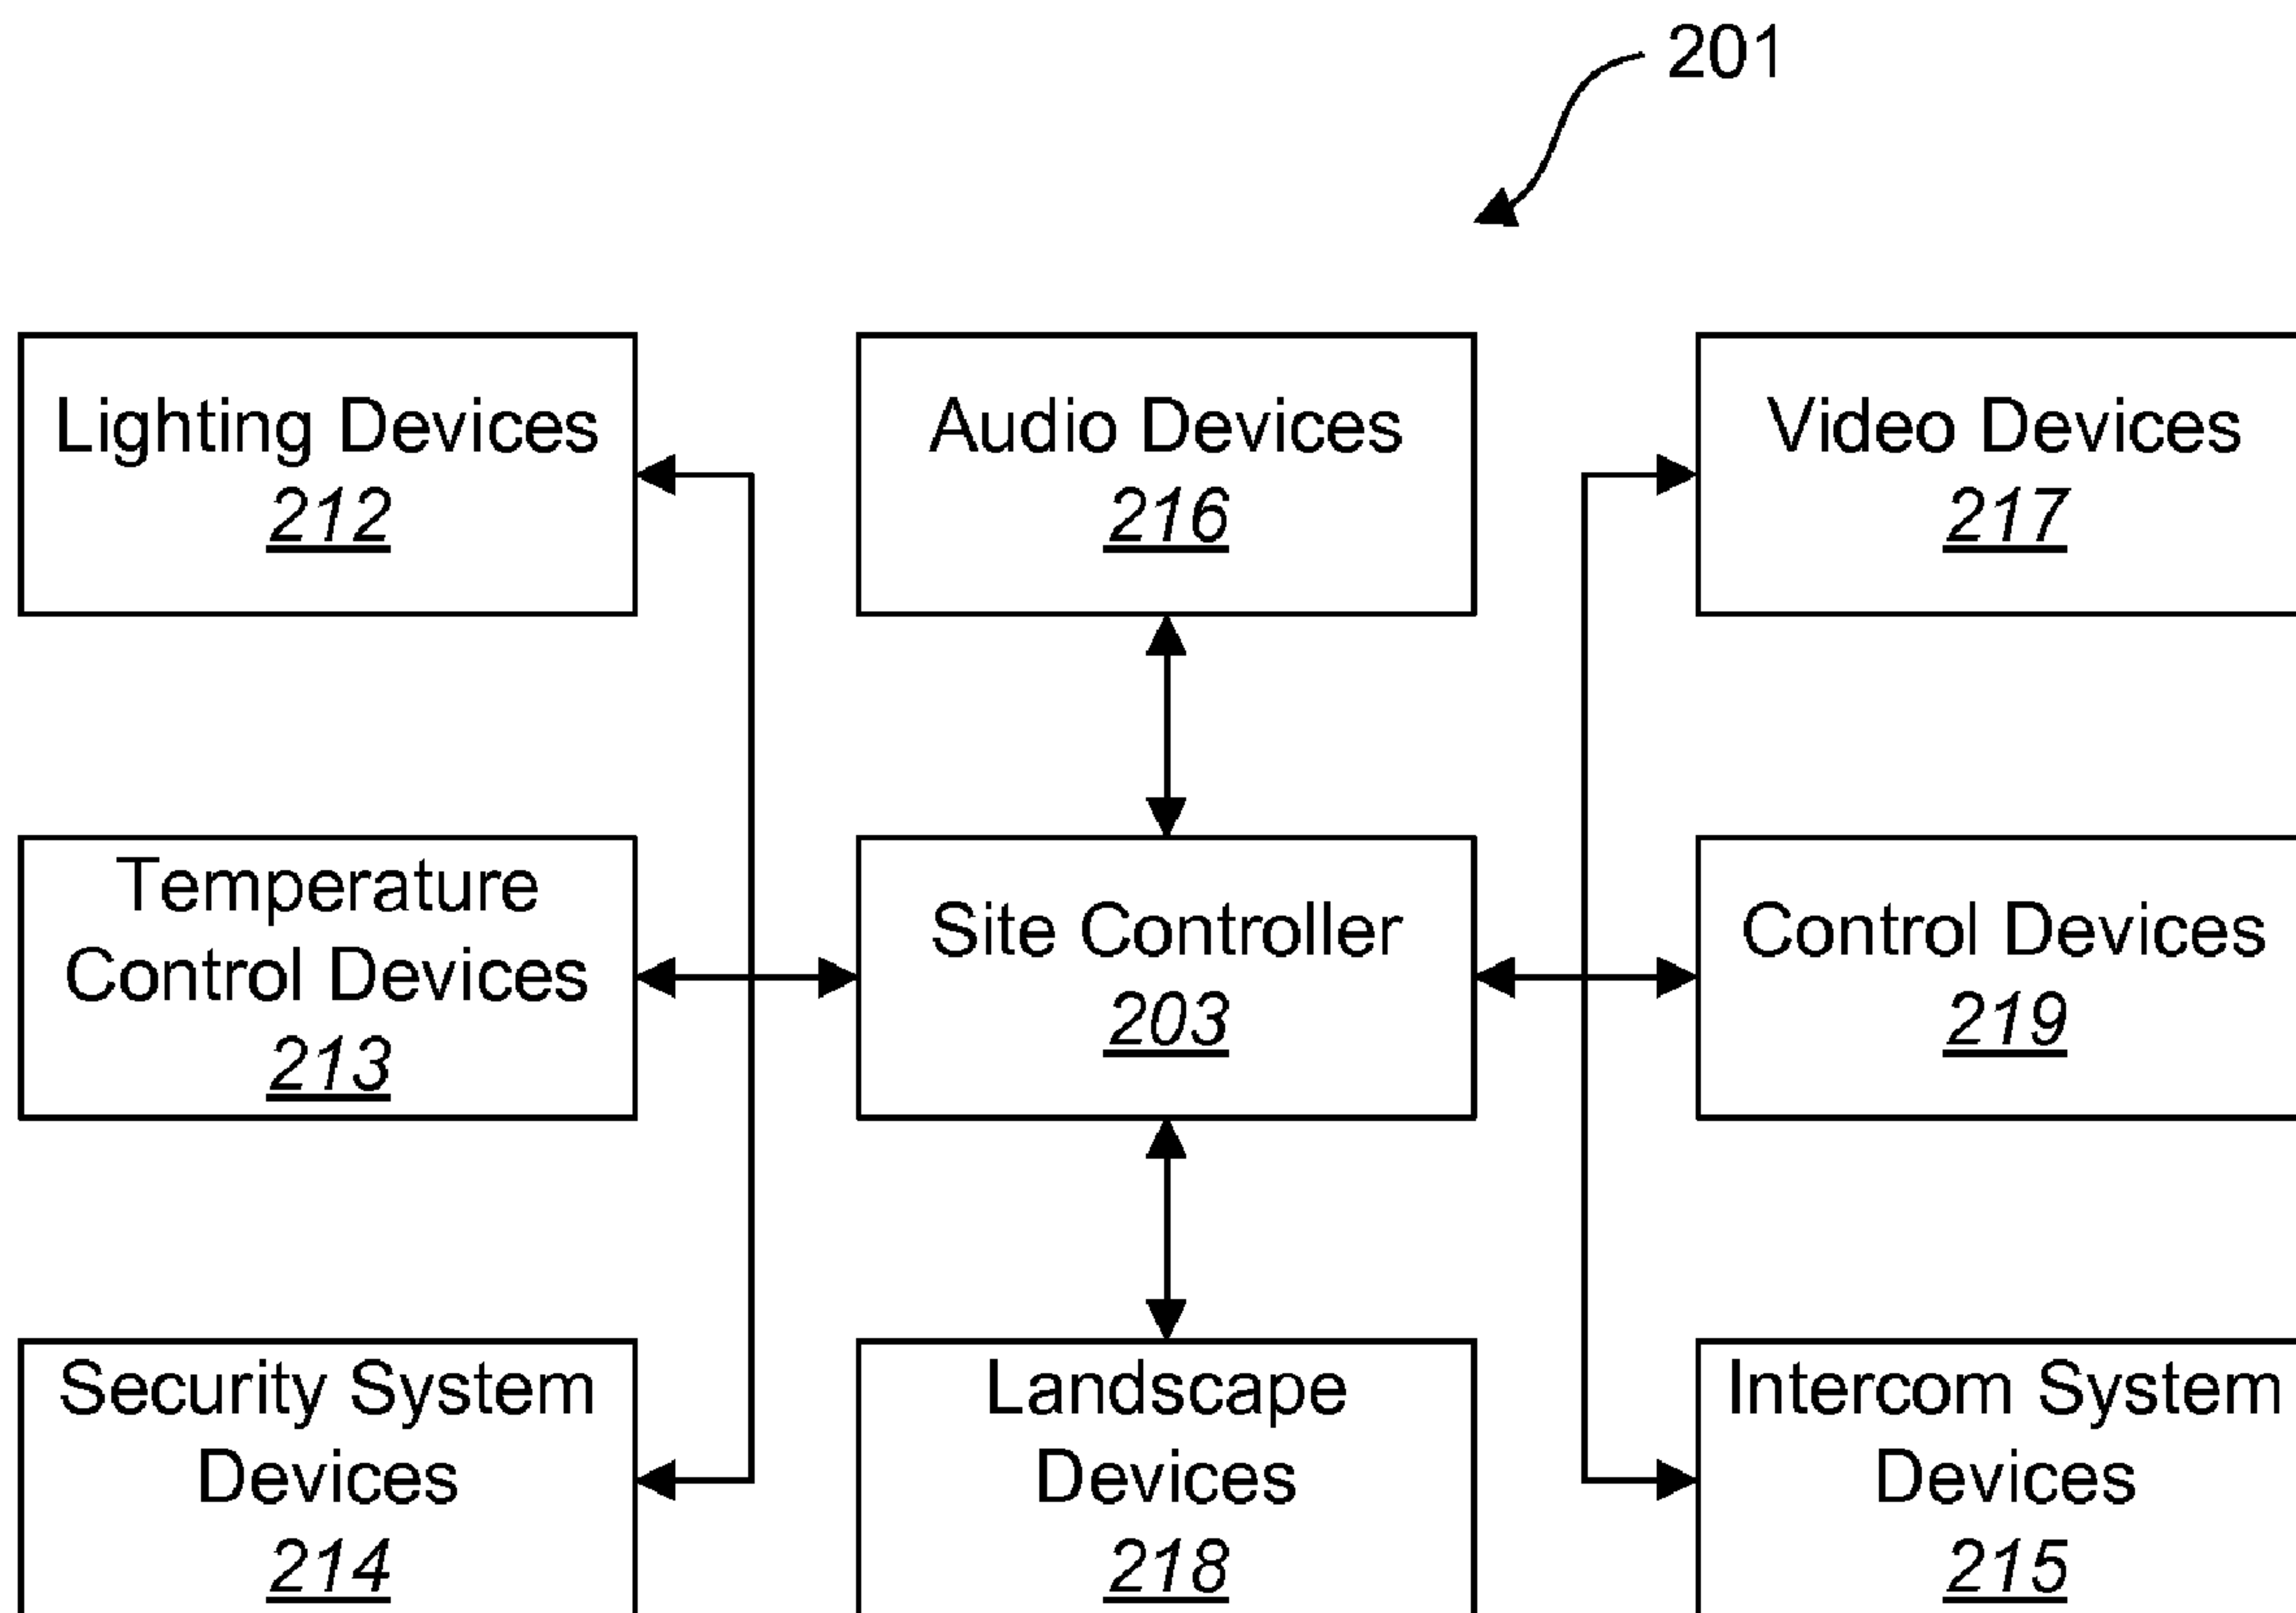 201
Lighting Devices
212
Audio Devices
216
Video Devices
217
Temperature
Control Devices
213
Site Controller
203
Control Devices
219
Security System
Devices
214
Landscape
Devices
218
Intercom System
Devices
215